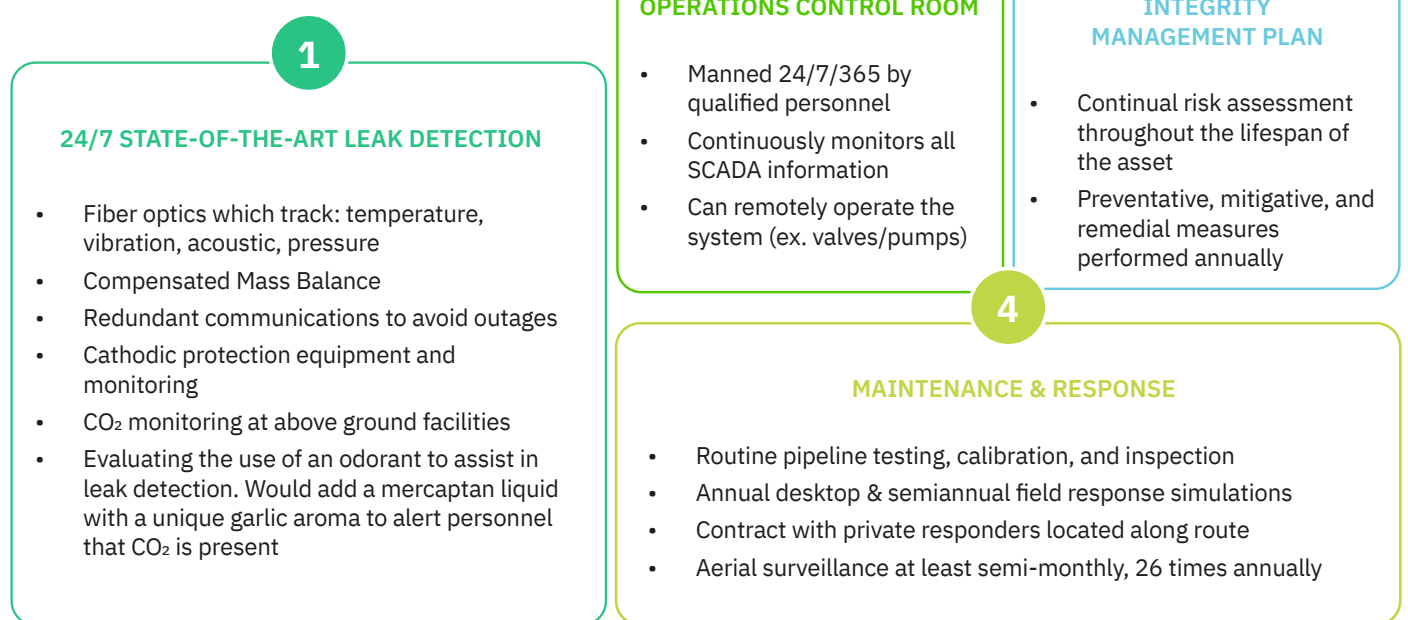 1
24/7 STATE-OF-THE-ART LEAK DETECTION
• Fiber optics which track: temperature,
vibration, acoustic, pressure
• Compensated Mass Balance
• Redundant communications to avoid outages
• Cathodic protection equipment and
monitoring
• CO₂ monitoring at above ground facilities
• Evaluating the use of an odorant to assist in
leak detection. Would add a mercaptan liquid
with a unique garlic aroma to alert personnel
that CO₂ is present
OPERATIONS CONTROL ROOM
• Manned 24/7/365 by
qualified personnel
• Continuously monitors all
SCADA information
• Can remotely operate the
system (ex. valves/pumps)
INTEGRITY
MANAGEMENT PLAN
• Continual risk assessment
throughout the lifespan of
the asset
• Preventative, mitigative, and
remedial measures
performed annually
4
MAINTENANCE & RESPONSE
• Routine pipeline testing, calibration, and inspection
• Annual desktop & semiannual field response simulations
• Contract with private responders located along route
• Aerial surveillance at least semi-monthly, 26 times annually